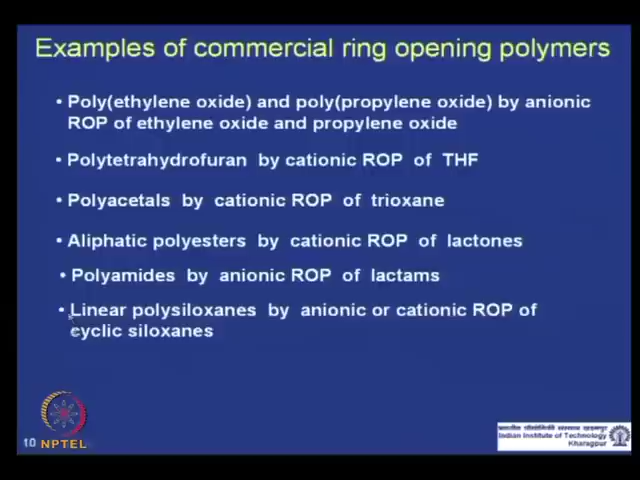 Examples of commercial ring opening polymers
• Poly(ethylene oxide) and poly(propylene oxide) by anionic
ROP of ethylene oxide and propylene oxide
• Polytetrahydrofuran by cationic ROP of THF
• Polyacetals by cationic ROP of trioxane
• Aliphatic polyesters by cationic ROP of lactones
• Polyamides by anionic ROP of lactams
• Linear polysiloxanes by anionic or cationic ROP of
cyclic siloxanes
10 NPTEL
Indian Institute of Technology
Kharagpur